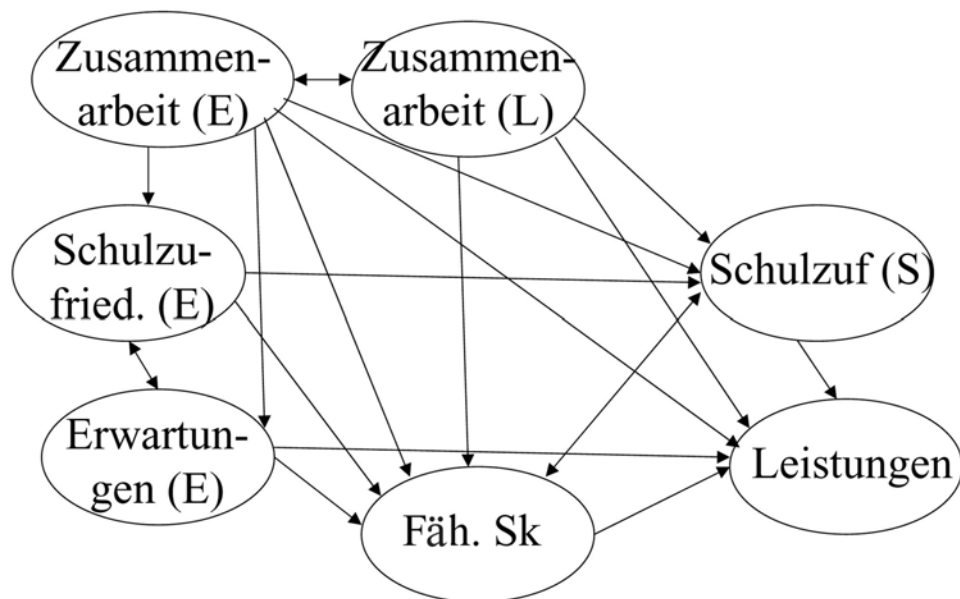 Zusammen-
arbeit (E)
Zusammen-
arbeit (L)
Schulzu-
fried. (E)
Schulzuf (S)
Erwartun-
gen (E)
Leistungen
Fäh. Sk